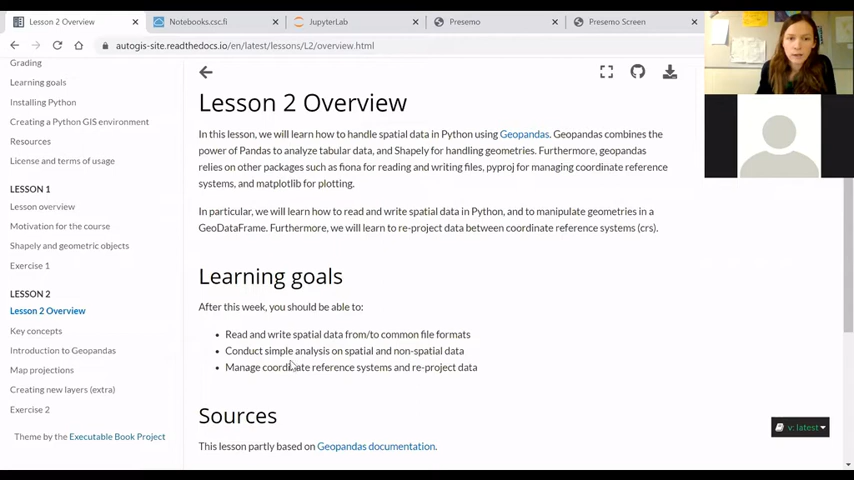 Lesson 2 Overview
Notebooks.csc.fi
JupyterLab
Presemo
Presemo Screen
autogis-site.readthedocs.io/en/latest/lessons/L2/overview.html
Grading
Learning goals
Installing Python
Creating a Python GIS environment
Resources
License and terms of usage
LESSON 1
Lesson overview
Motivation for the course
Shapely and geometric objects
Exercise 1
LESSON 2
Lesson 2 Overview
Key concepts
Introduction to Geopandas
Map projections
Creating new layers (extra)
Exercise 2
Theme by the Executable Book Project
Lesson 2 Overview
In this lesson, we will learn how to handle spatial data in Python using Geopandas. Geopandas combines the
power of Pandas to analyze tabular data, and Shapely for handling geometries. Furthermore, geopandas
relies on other packages such as fiona for reading and writing files, pyproj for managing coordinate reference
systems, and matplotlib for plotting.
In particular, we will learn how to read and write spatial data in Python, and to manipulate geometries in a
GeoDataFrame. Furthermore, we will learn to re-project data between coordinate reference systems (crs).
Learning goals
After this week, you should be able to:
• Read and write spatial data from/to common file formats
• Conduct simple analysis on spatial and non-spatial data
• Manage coordinate reference systems and re-project data
Sources
This lesson partly based on Geopandas documentation.
v: latest